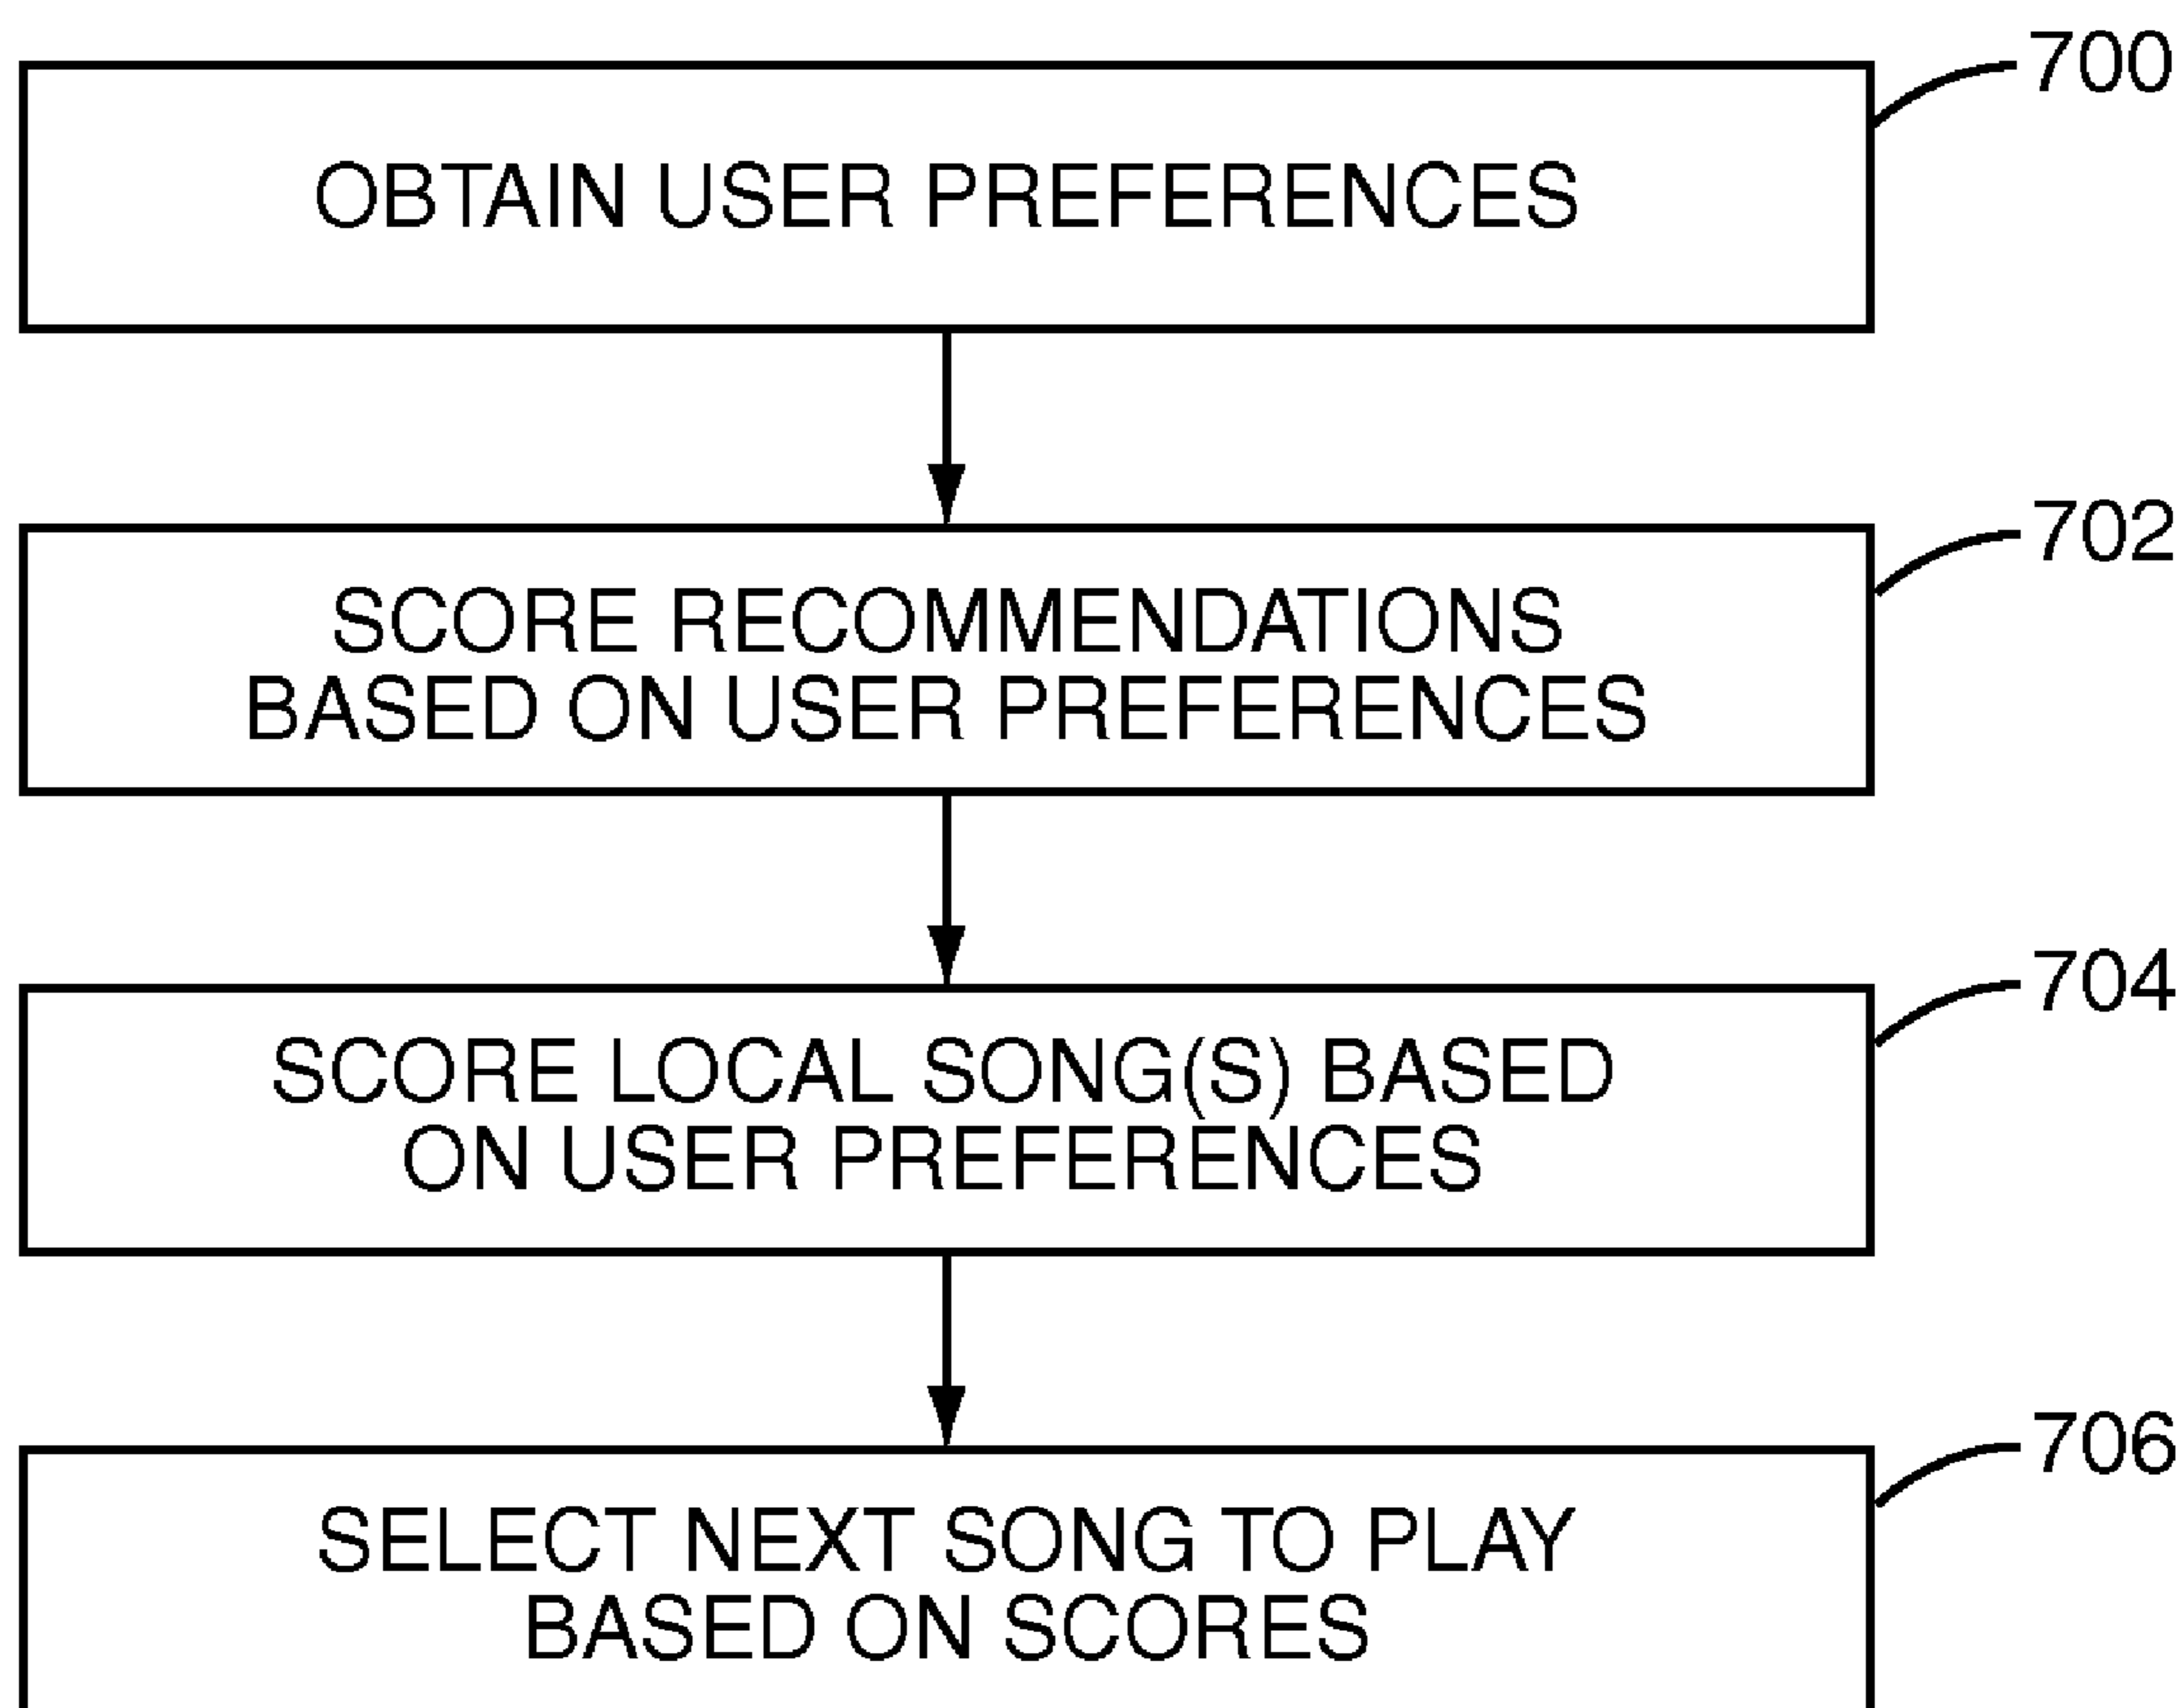 700
OBTAIN USER PREFERENCES
702
SCORE RECOMMENDATIONS
BASED ON USER PREFERENCES
704
SCORE LOCAL SONG(S) BASED
ON USER PREFERENCES
706
SELECT NEXT SONG TO PLAY
BASED ON SCORES